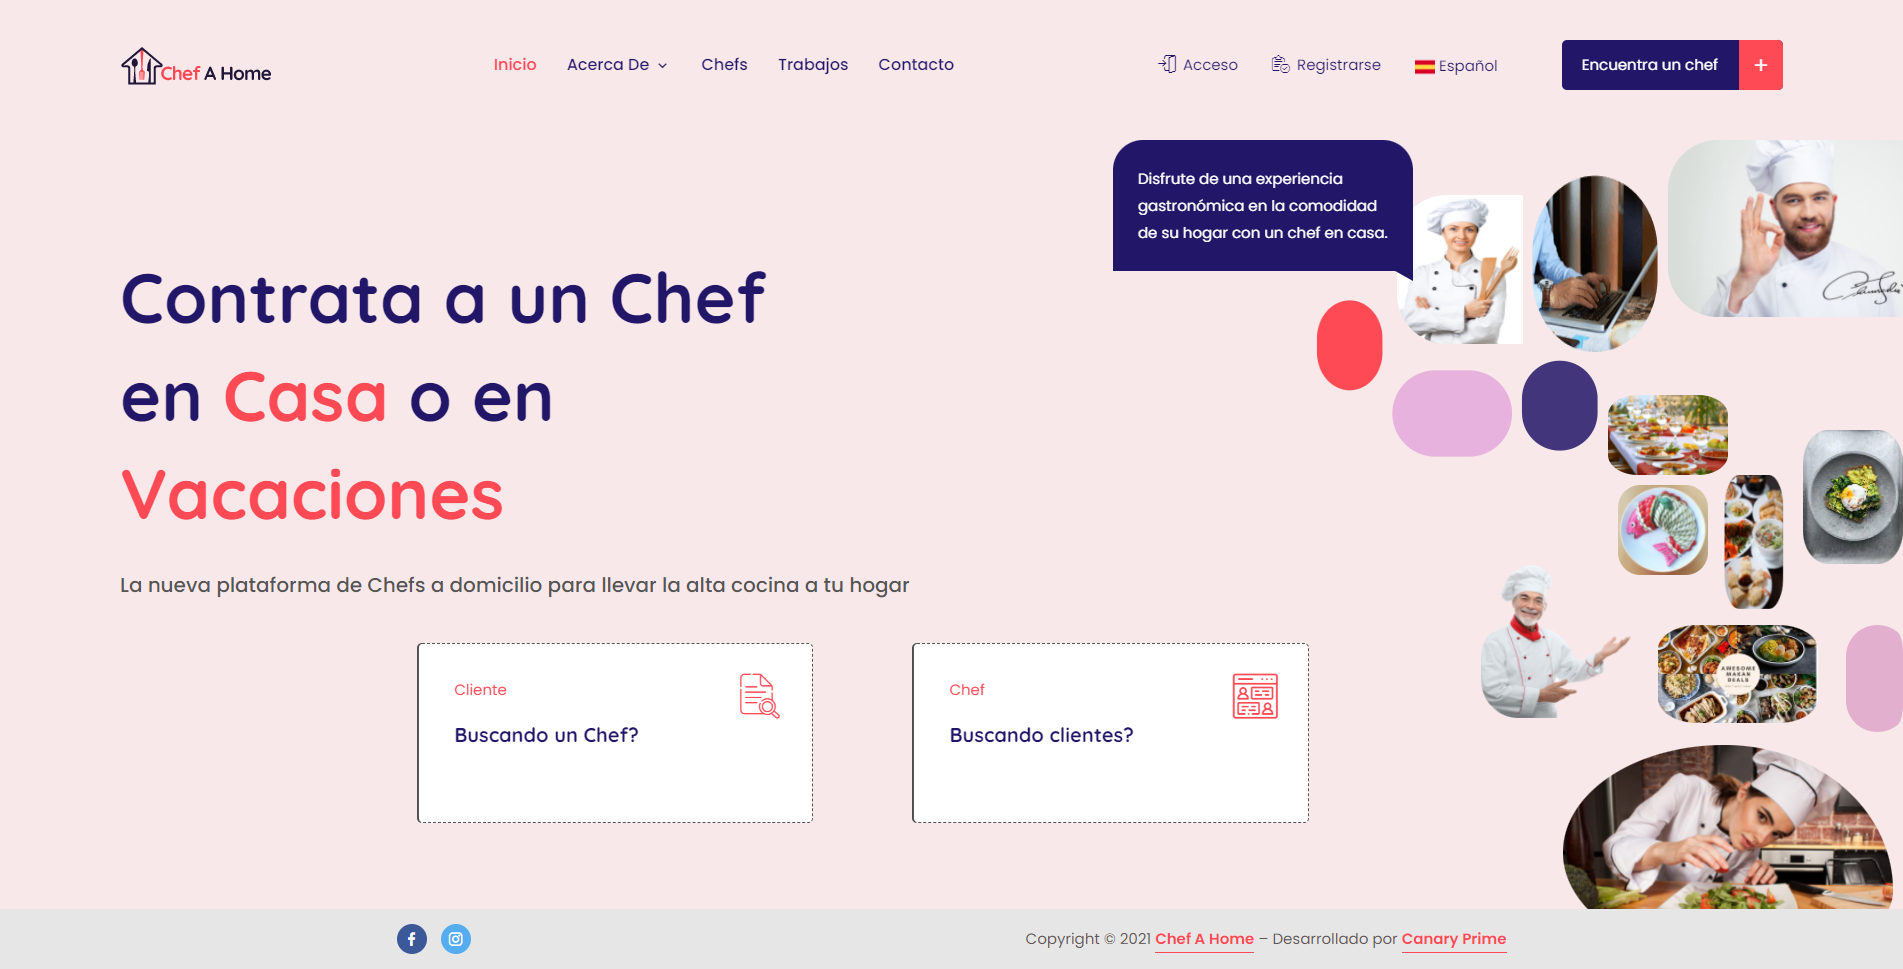 Chef A Home
Inicio
Acerca De
Chefs
Trabajos
Contacto
Acceso
Registrarse
Español
Encuentra un chef
+
Disfrute de una experiencia
gastronómica en la comodidad
de su hogar con un chef en casa.
Contrata a un Chef
en Casa o en
Vacaciones
La nueva plataforma de Chefs a domicilio para llevar la alta cocina a tu hogar
AWESOME
MAKAN
DEALS
Cliente
Buscando un Chef?
Chef
Buscando clientes?
Copyright © 2021 Chef A Home – Desarrollado por Canary Prime